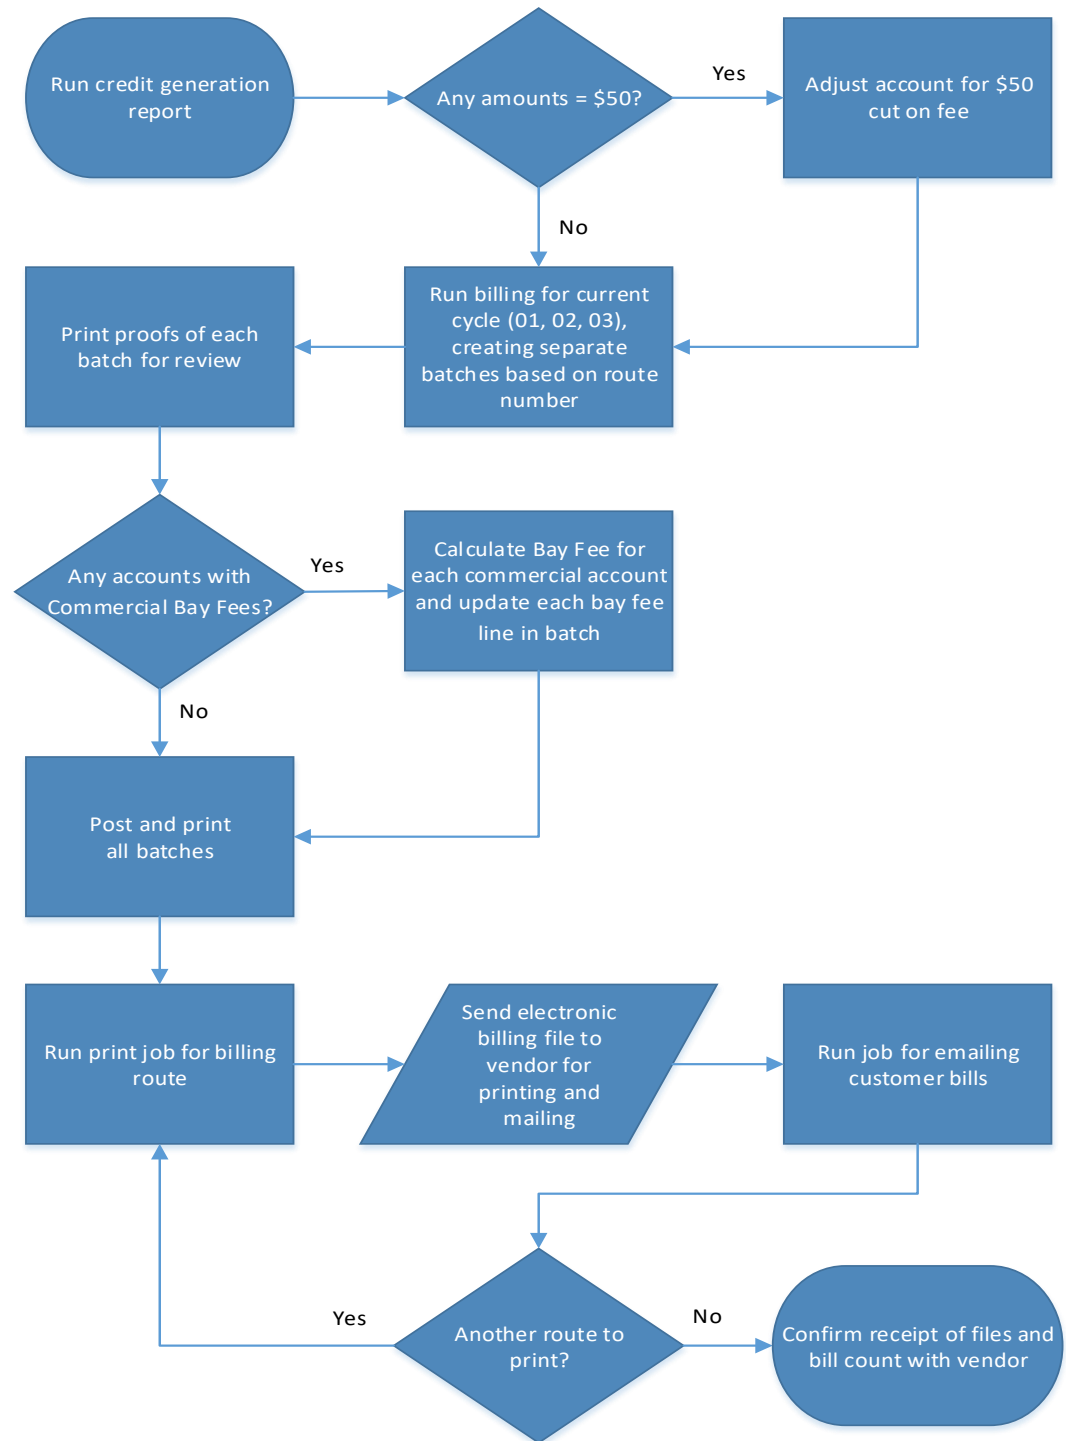 Run credit generation
report
Any amounts = $50?
Yes
Adjust account for $50
cut on fee
No
Run billing for current
cycle (01, 02, 03),
creating separate
batches based on route
number
Print proofs of each
batch for review
Any accounts with
Commercial Bay Fees?
Yes
Calculate Bay Fee for
each commercial account
and update each bay fee
line in batch
No
Post and print
all batches
Run print job for billing
route
Send electronic
billing file to
vendor for
printing and
mailing
Run job for emailing
customer bills
Another route to
print?
Yes
No
Confirm receipt of files and
bill count with vendor